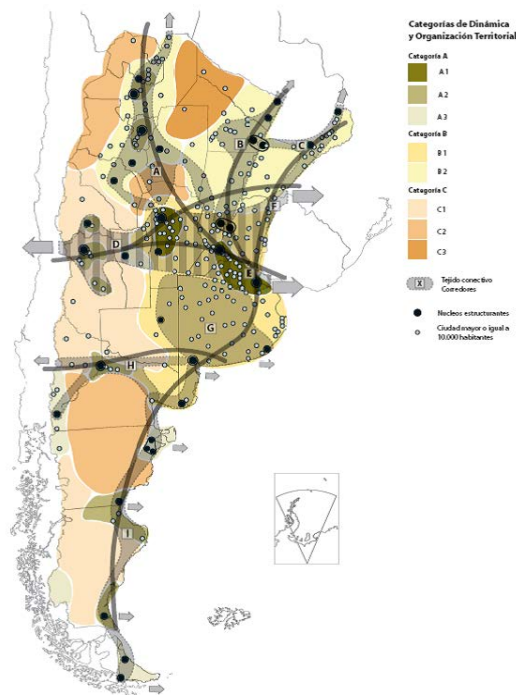 Categorías de Dinámica
y Organización Territorial
Categoría A
A 1
A 2
A 3
Categoría B
B 1
B 2
Categoría C
C1
C2
C3
X
Tejido conectivo
Corredores
Núcleos estructurantes
Ciudad mayor o igual a
10.000 habitantes
A
B
C
D
F
E
G
H
I